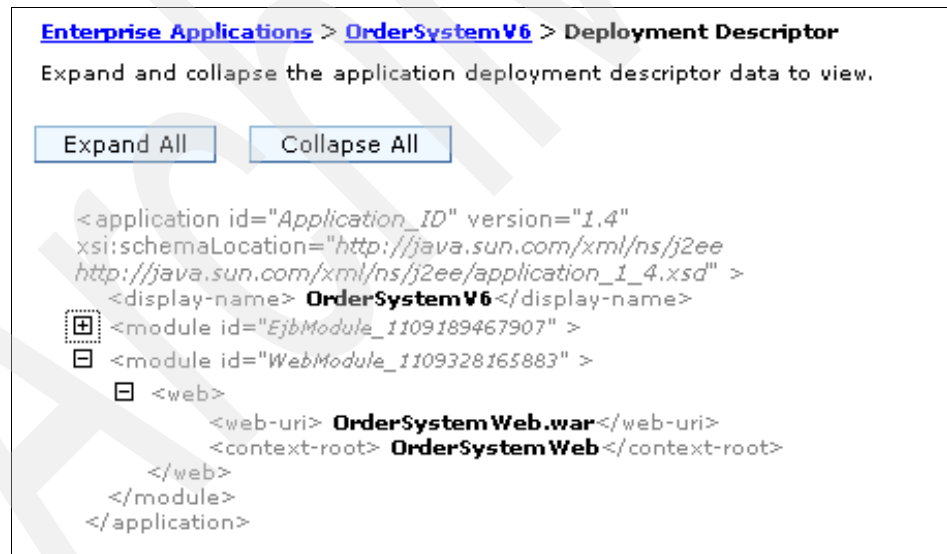 Enterprise Applications > OrderSystemV6 > Deployment Descriptor
Expand and collapse the application deployment descriptor data to view.
Expand All Collapse All
<application id="Application_ID" version="1.4"
xsi:schemaLocation="http://java.sun.com/xml/ns/j2ee
http://java.sun.com/xml/ns/j2ee/application_1_4.xsd" >
<display-name> OrderSystemV6</display-name>
<module id="EjbModule_1109189467907" >
<module id="WebModule_1109328165883" >
<web>
<web-uri> OrderSystemWeb.war</web-uri>
<context-root> OrderSystemWeb</context-root>
</web>
</module>
</application>